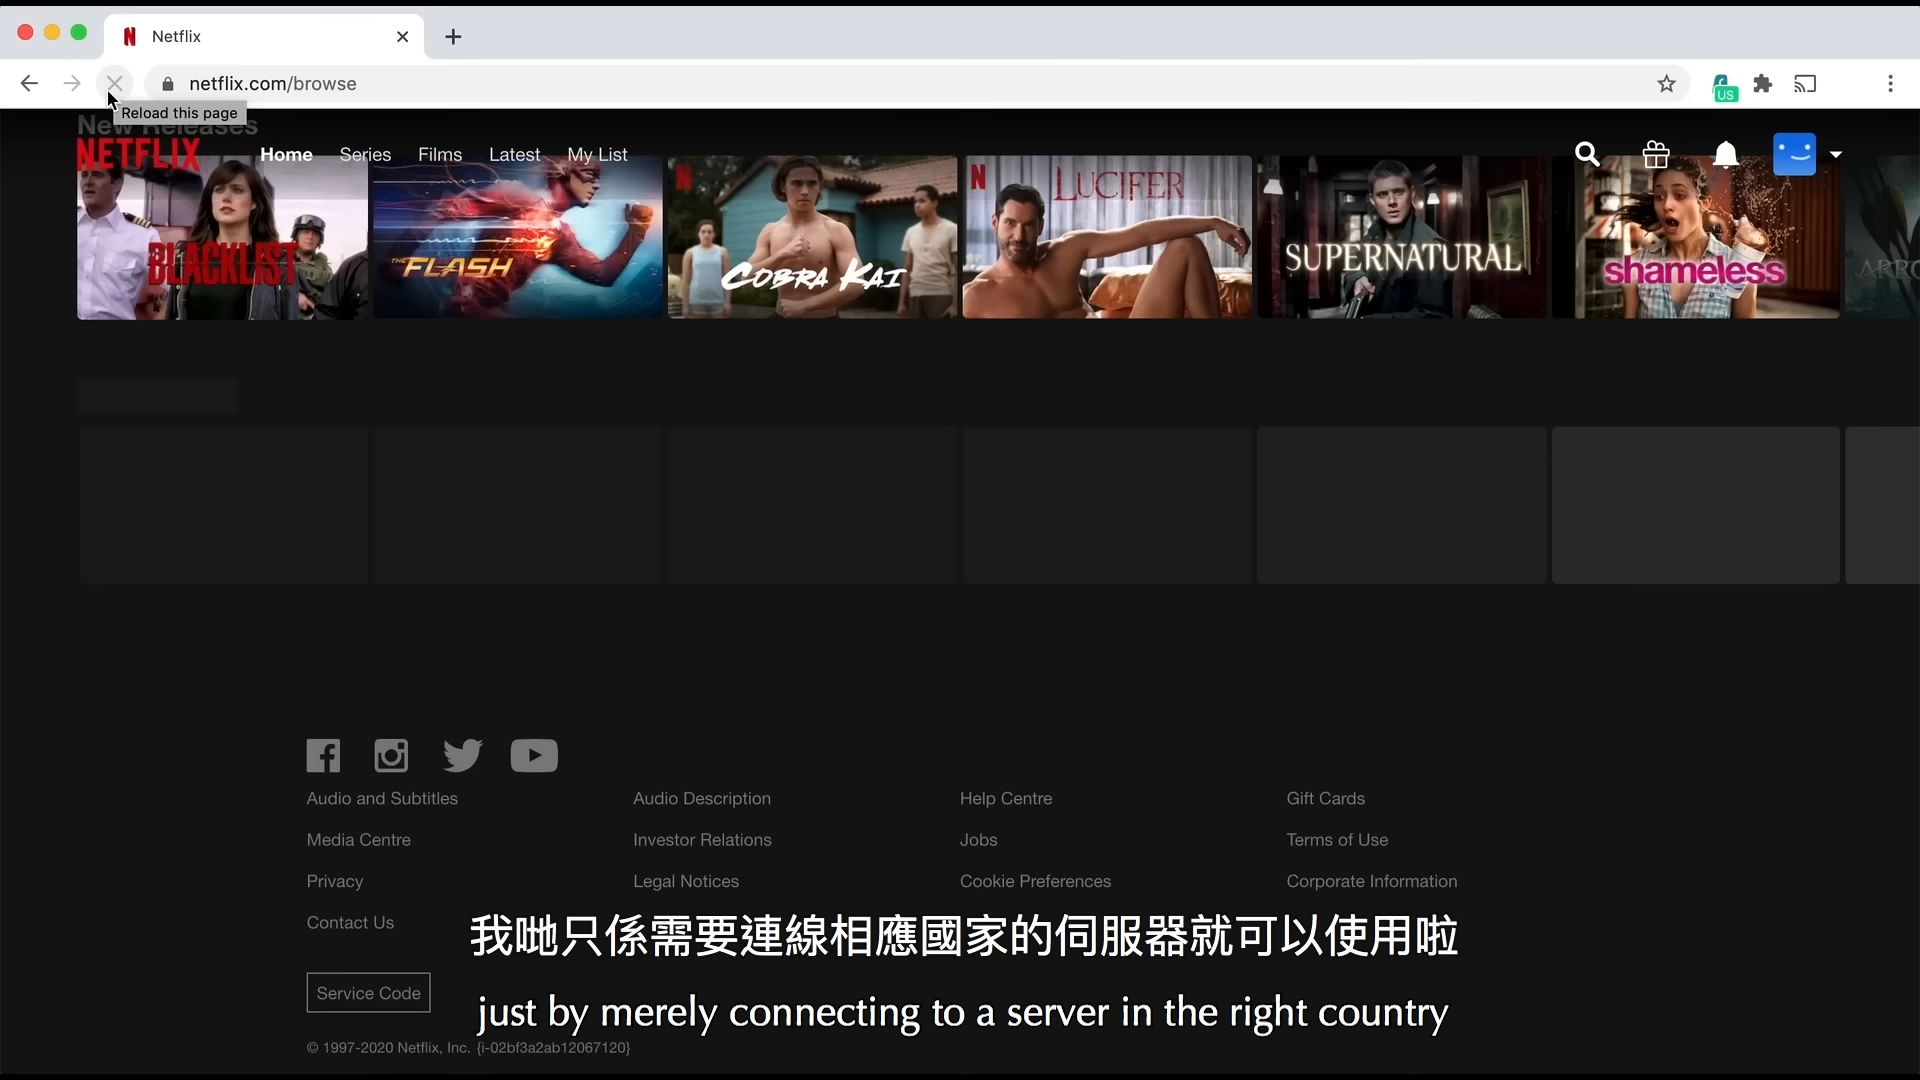 Netflix
netflix.com/browse
US
Reload this page
New Releases
NETFLIX
Home Series Films Latest My List
BLACKLIST
THE FLASH
COBRA KAI
LUCIFER
SUPERNATURAL
shameless
Audio and Subtitles Audio Description Help Centre Gift Cards
Media Centre Investor Relations Jobs Terms of Use
Privacy Legal Notices Cookie Preferences Corporate Information
Contact Us
我哋只係需要連線相應國家的伺服器就可以使用啦
Service Code
just by merely connecting to a server in the right country
© 1997-2020 Netflix, Inc. {i-02bf3a2ab12067120}